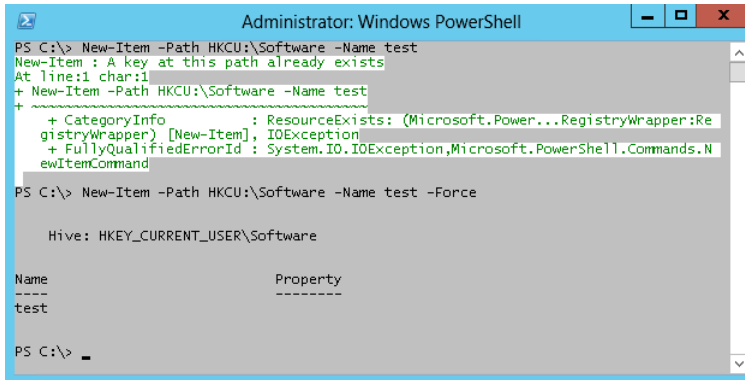 Administrator: Windows PowerShell
PS C:\> New-Item -Path HKCU:\Software -Name test
New-Item : A key at this path already exists
At line:1 char:1
+ New-Item -Path HKCU:\Software -Name test
+ ~~~~~~~~~~~~~~~~~~~~~~~~~~~~~~~~~~~~~~~~
    + CategoryInfo          : ResourceExists: (Microsoft.Power...RegistryWrapper:Re
   gistryWrapper) [New-Item], IOException
    + FullyQualifiedErrorId : System.IO.IOException,Microsoft.PowerShell.Commands.N
   ewItemCommand
PS C:\> New-Item -Path HKCU:\Software -Name test -Force
    Hive: HKEY_CURRENT_USER\Software
Name                           Property
----                           --------
test
PS C:\> _